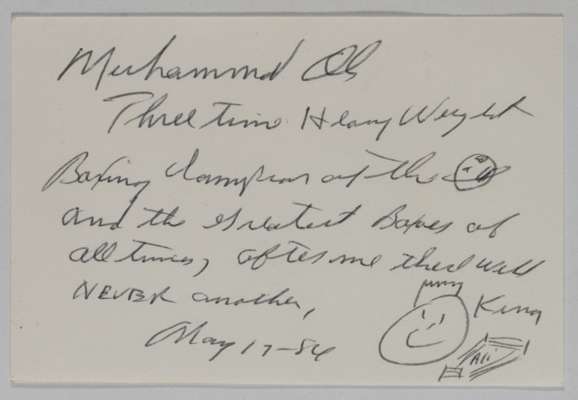 Muhammad Ali
Three time Heavy Weight
Boxing Champion of the
and the greatest Boxer of
all times, after me thers will
NEVER another,
May 17-84
King
Ali